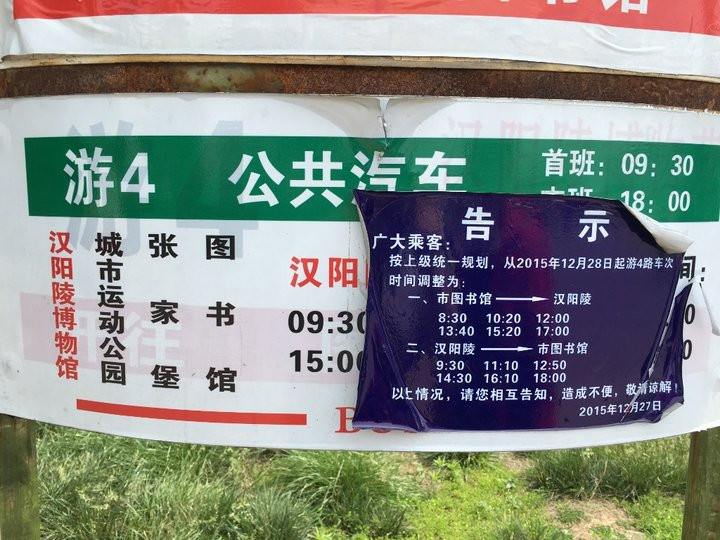 游4 公共汽车
首班：09：30
18：00
汉阳陵博物馆
城市运动公园
张家堡
图书馆
汉阳
09:30
15:00
告示
广大乘客：
按上级统一规划，从2015年12月28日起游4路车次
时间调整为：
一、市图书馆 → 汉阳陵
8:30 10:20 12:00
13:40 15:20 17:00
二、汉阳陵 → 市图书馆
9:30 11:10 12:50
14:30 16:10 18:00
以上情况，请您相互告知，造成不便，敬请谅解！
2015年12月27日